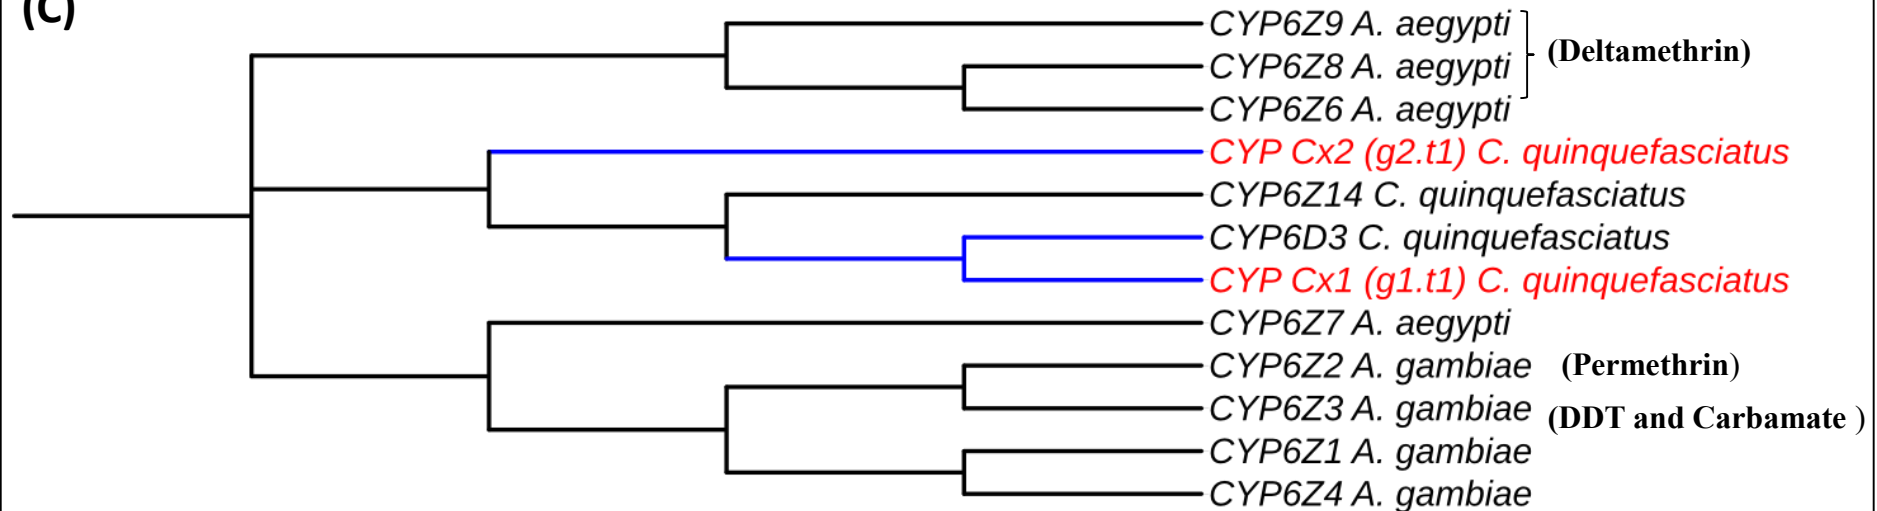 (C)
CYP6Z9 A. aegypti
(Deltamethrin)
CYP6Z8 A. aegypti
CYP6Z6 A. aegypti
CYP Cx2 (g2.t1) C. quinquefasciatus
CYP6Z14 C. quinquefasciatus
CYP6D3 C. quinquefasciatus
CYP Cx1 (g1.t1) C. quinquefasciatus
CYP6Z7 A. aegypti
CYP6Z2 A. gambiae (Permethrin)
CYP6Z3 A. gambiae (DDT and Carbamate )
CYP6Z1 A. gambiae
CYP6Z4 A. gambiae